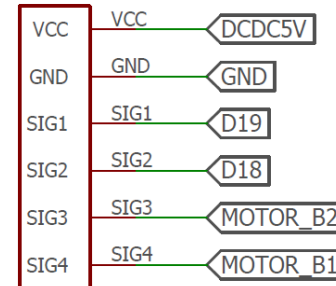 VCC VCC DCDC5V
GND GND GND
SIG1 SIG1 D19
SIG2 SIG2 D18
SIG3 SIG3 MOTOR_B2
SIG4 SIG4 MOTOR_B1